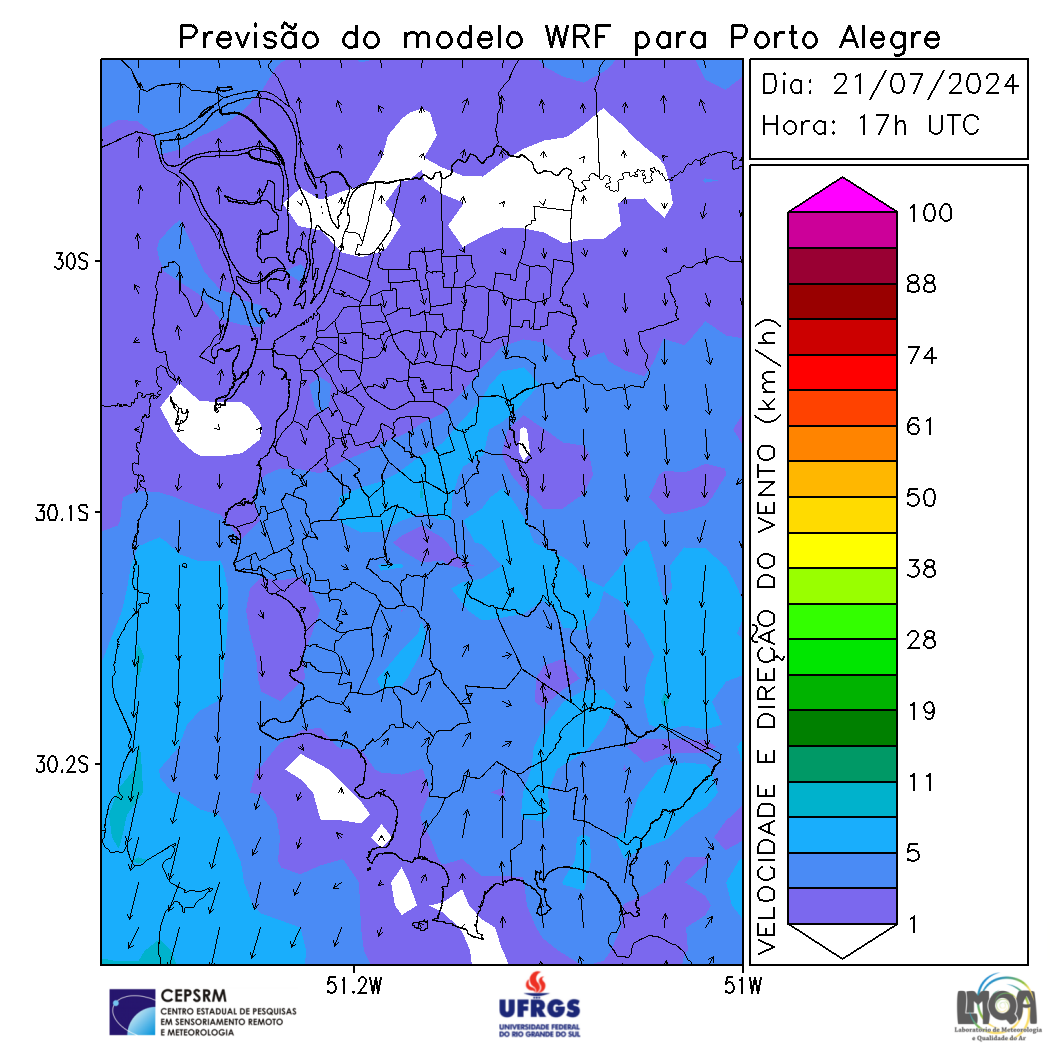 Previsão do modelo WRF para Porto Alegre
Dia: 21/07/2024
Hora: 17h UTC
30S
30.1S
30.2S
51.2W
51W
VELOCIDADE E DIREÇÃO DO VENTO (km/h)
100
88
74
61
50
38
28
19
11
5
1
CEPSRM
CENTRO ESTADUAL DE PESQUISAS
EM SENSORIAMENTO REMOTO
E METEOROLOGIA
UFRGS
UNIVERSIDADE FEDERAL
DO RIO GRANDE DO SUL
LMQA
Laboratório de Meteorologia
e Qualidade do Ar